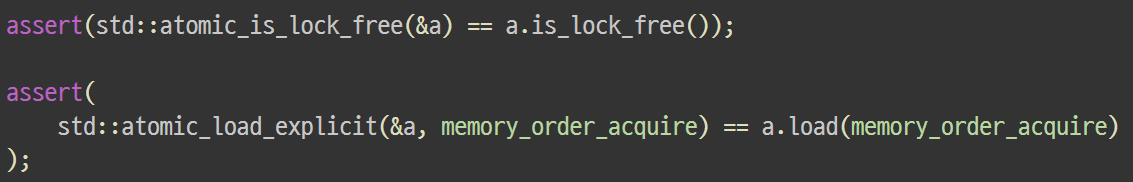 assert(std::atomic_is_lock_free(&a) == a.is_lock_free());
assert(
std::atomic_load_explicit(&a, memory_order_acquire) == a.load(memory_order_acquire)
);